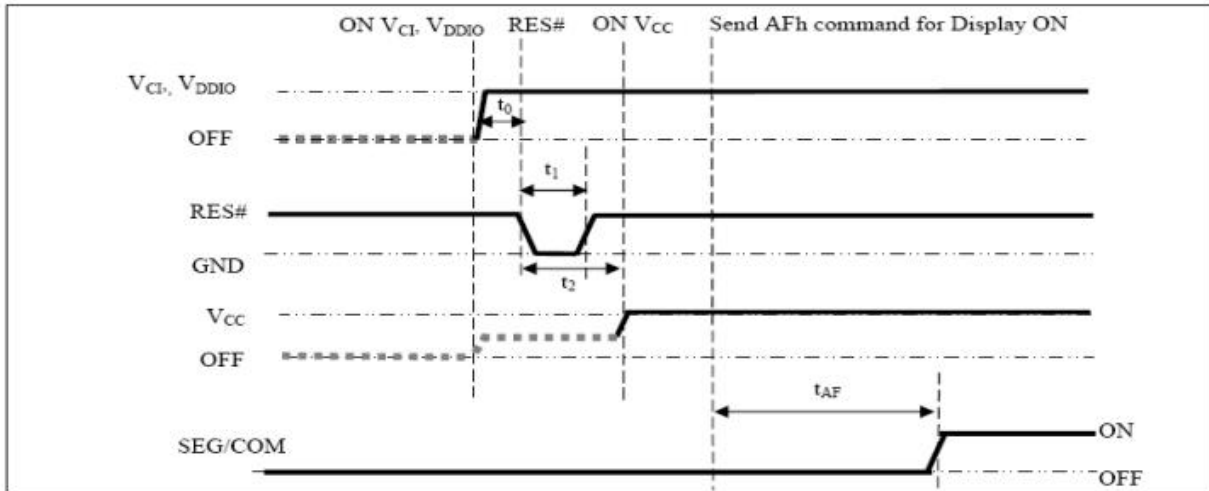 ON VCI, VDDIO RES# ON VCC Send AFh command for Display ON
VCI,, VDDIO
t0
OFF
t1
RES#
GND
t2
VCC
OFF
tAF
SEG/COM
ON
OFF